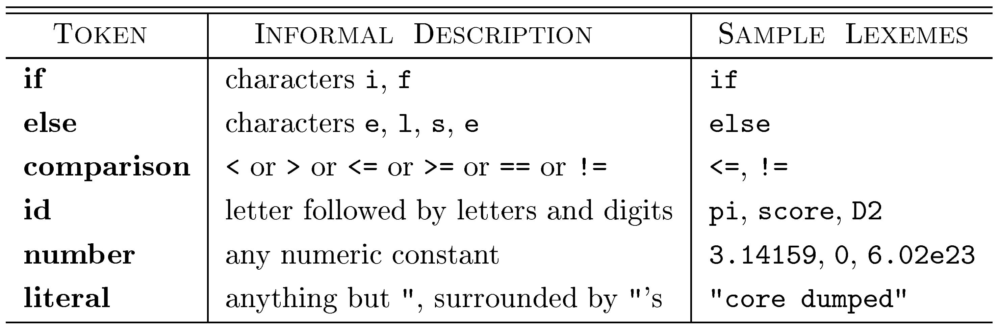 TOKEN INFORMAL DESCRIPTION SAMPLE LEXEMES
if characters i, f if
else characters e, l, s, e else
comparison < or > or <= or >= or == or != <=, !=
id letter followed by letters and digits pi, score, D2
number any numeric constant 3.14159, 0, 6.02e23
literal anything but ", surrounded by "'s "core dumped"